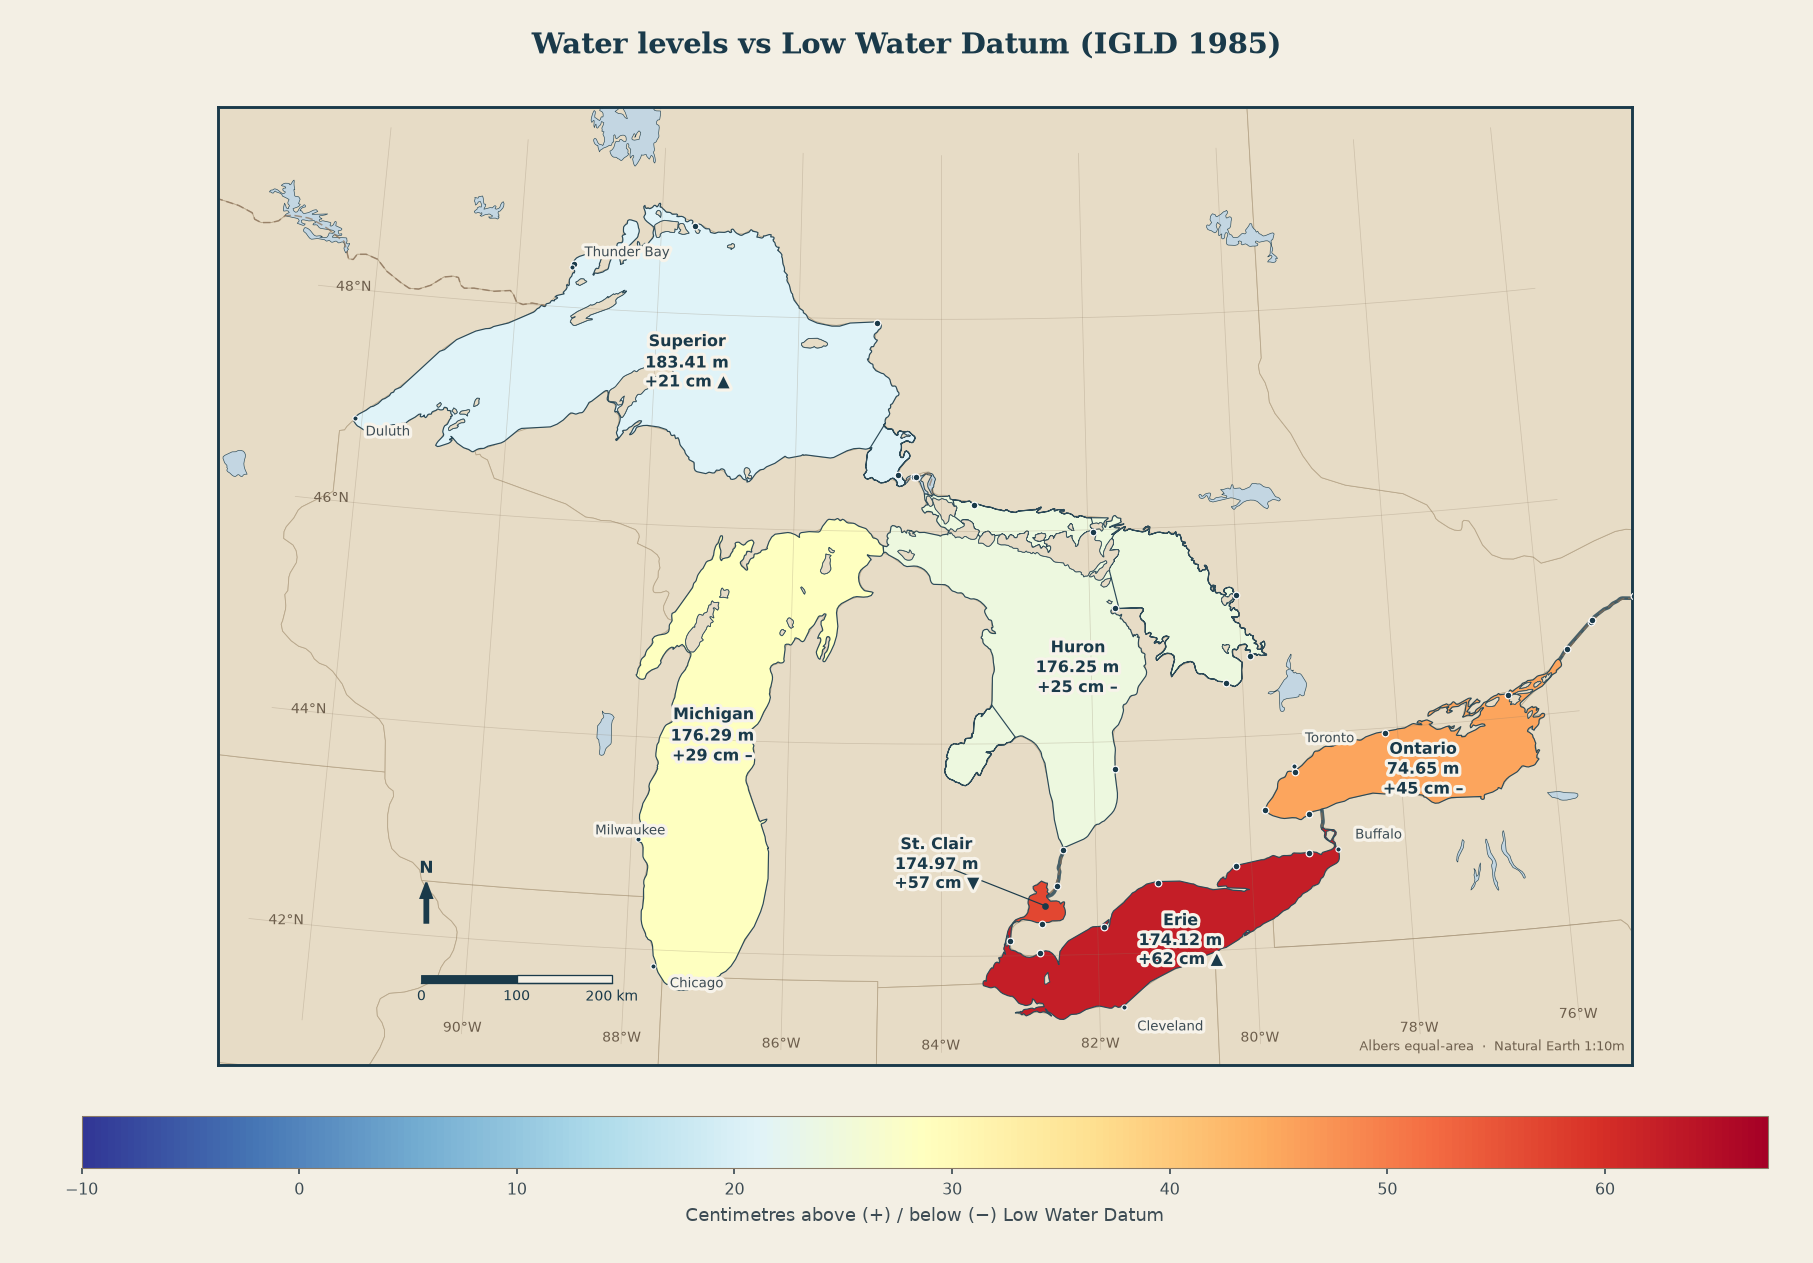 Water levels vs Low Water Datum (IGLD 1985)
Thunder Bay
48°N
Superior
183.41 m
+21 cm ▲
Duluth
46°N
Huron
176.25 m
+25 cm –
44°N
Michigan
176.29 m
+29 cm –
Toronto
Ontario
74.65 m
+45 cm –
Milwaukee
Buffalo
St. Clair
174.97 m
+57 cm ▼
N
42°N
Erie
174.12 m
+62 cm ▲
Chicago
0 100 200 km
Cleveland
90°W 88°W 86°W 84°W 82°W 80°W 78°W 76°W
Albers equal-area · Natural Earth 1:10m
−10 0 10 20 30 40 50 60
Centimetres above (+) / below (−) Low Water Datum